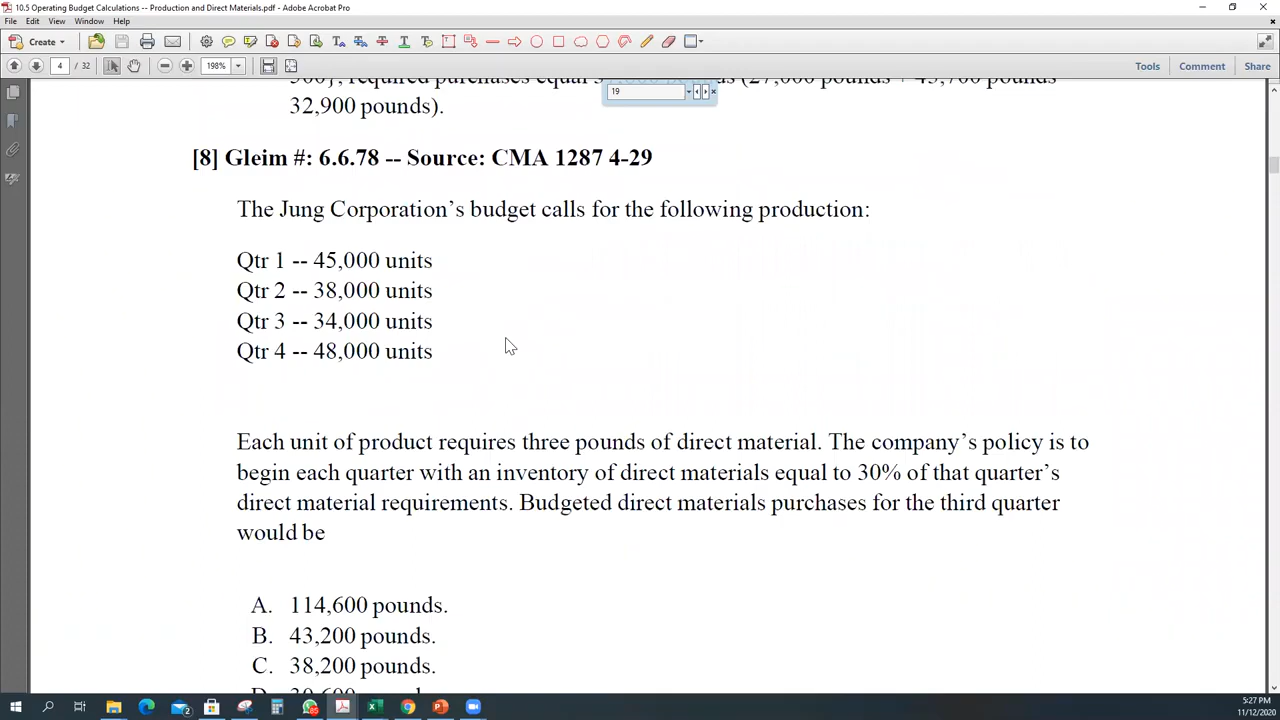 10.5 Operating Budget Calculations -- Production and Direct Materials.pdf - Adobe Acrobat Pro
File Edit View Window Help
Create
4 / 32 198% Tools Comment Share
required purchases equal
19
32,900 pounds).
[8] Gleim #: 6.6.78 -- Source: CMA 1287 4-29
The Jung Corporation's budget calls for the following production:
Qtr 1 -- 45,000 units
Qtr 2 -- 38,000 units
Qtr 3 -- 34,000 units
Qtr 4 -- 48,000 units
Each unit of product requires three pounds of direct material. The company's policy is to
begin each quarter with an inventory of direct materials equal to 30% of that quarter's
direct material requirements. Budgeted direct materials purchases for the third quarter
would be
A. 114,600 pounds.
B. 43,200 pounds.
C. 38,200 pounds.
5:27 PM
11/12/2020